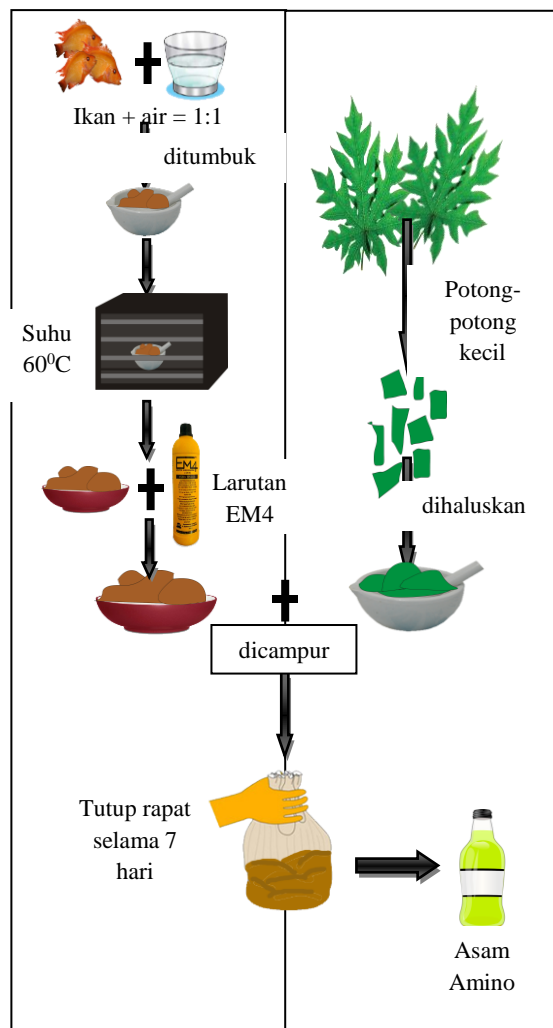 Ikan + air = 1:1
ditumbuk
Suhu
60⁰C
EM4
Larutan
EM4
Potong-
potong
kecil
dihaluskan
dicampur
Tutup rapat
selama 7
hari
Asam
Amino